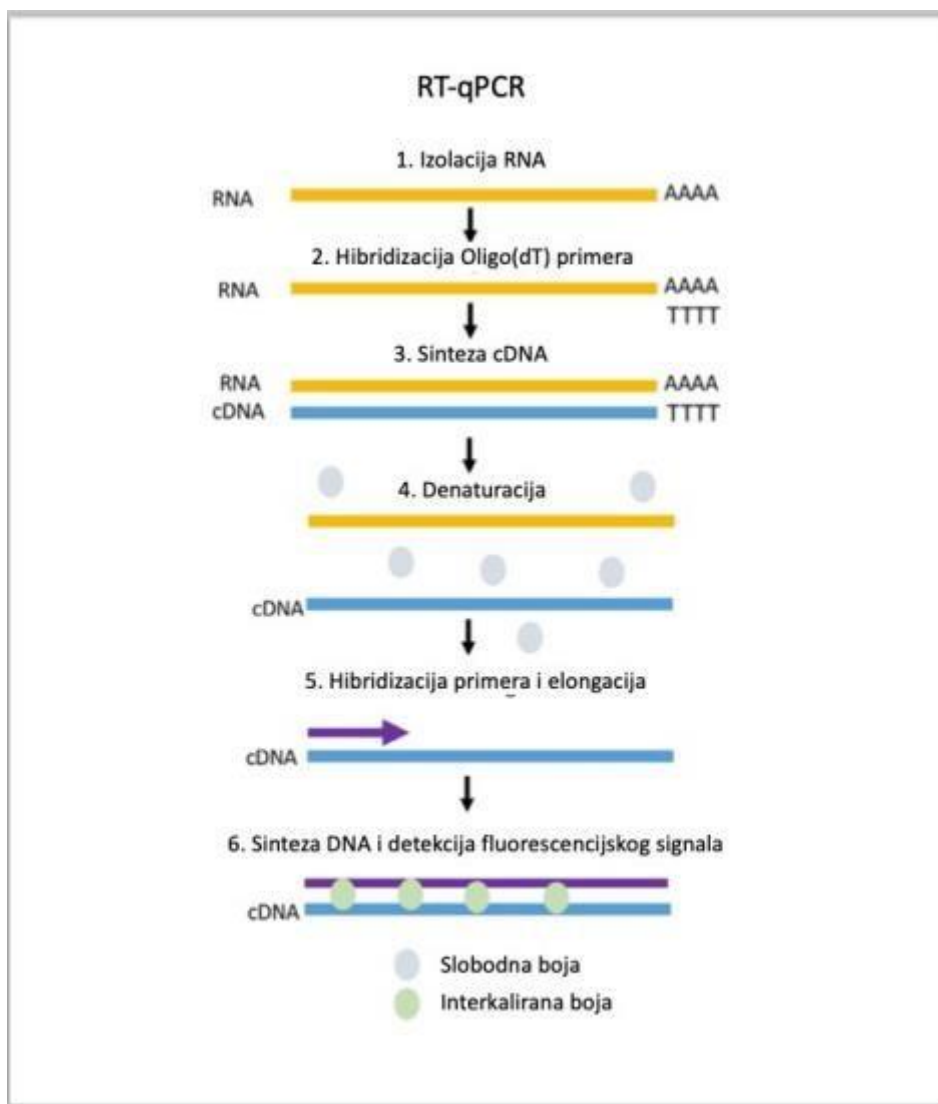 RT-qPCR
1. Izolacija RNA
RNA AAAA
2. Hibridizacija Oligo(dT) primera
RNA AAAA
TTTT
3. Sinteza cDNA
RNA AAAA
cDNA TTTT
4. Denaturacija
cDNA
5. Hibridizacija primera i elongacija
cDNA
6. Sinteza DNA i detekcija fluorescencijskog signala
cDNA
Slobodna boja
Interkalirana boja